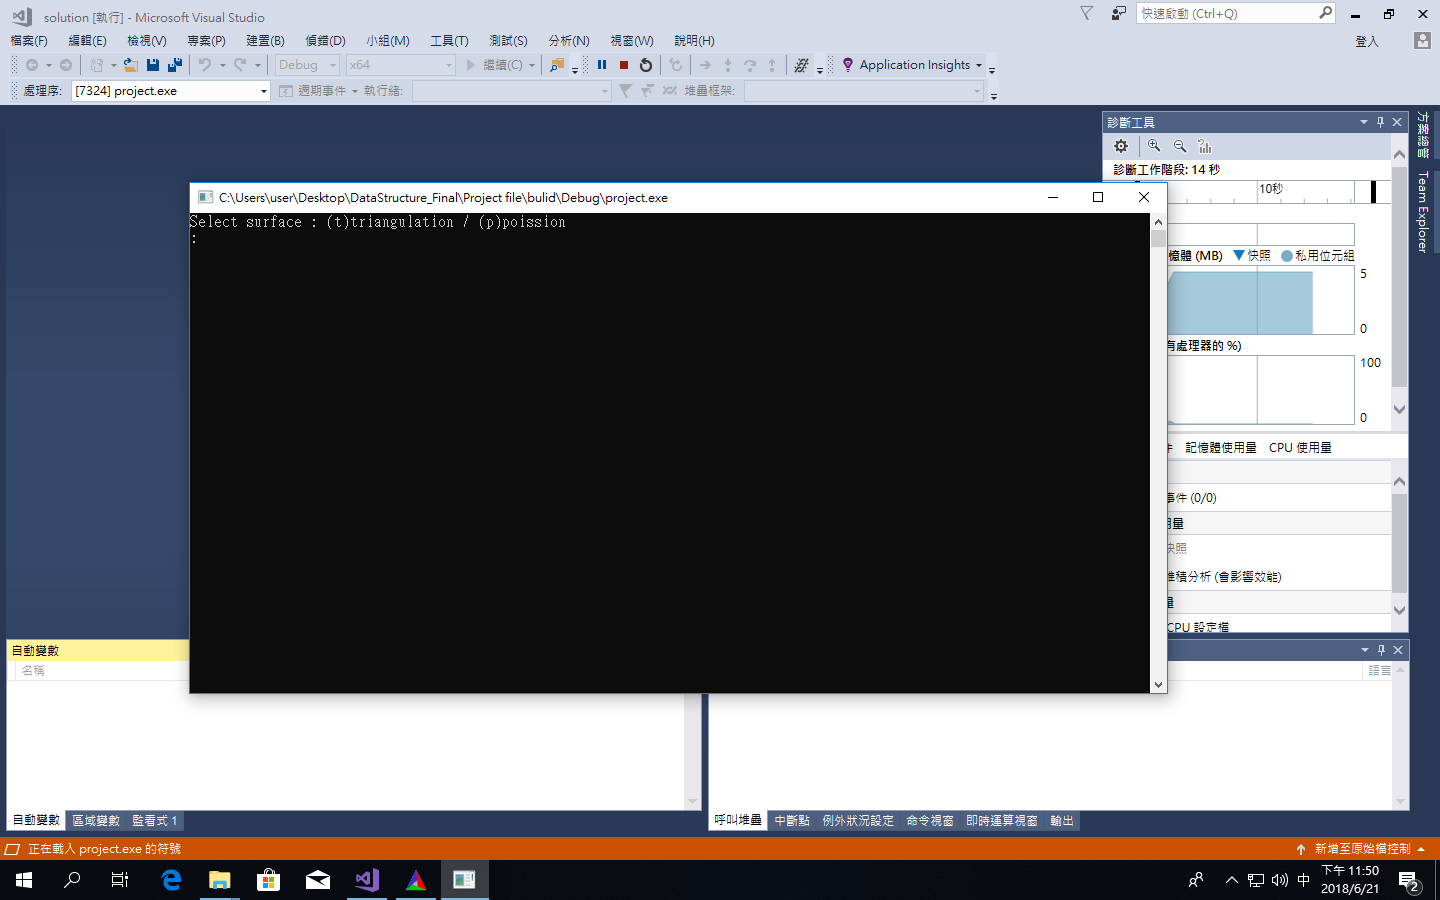 solution [執行] - Microsoft Visual Studio
快速啟動 (Ctrl+Q)
檔案(F) 編輯(E) 檢視(V) 專案(P) 建置(B) 偵錯(D) 小組(M) 工具(T) 測試(S) 分析(N) 視窗(W) 說明(H)
登入
Debug x64 繼續(C) Application Insights
處理序: [7324] project.exe 週期事件 執行緒: 堆疊框架:
診斷工具
診斷工作階段: 14 秒
10秒
方案總管
Team Explorer
C:\Users\user\Desktop\DataStructure_Final\Project file\bulid\Debug\project.exe
Select surface : (t)triangulation / (p)poission
:
憶體 (MB) 快照 私用位元組
5
0
有處理器的 %)
100
0
件 記憶體使用量 CPU 使用量
事件 (0/0)
用量
快照
堆積分析 (會影響效能)
量
CPU 設定檔
自動變數
名稱
語言
自動變數 區域變數 監看式 1
呼叫堆疊 中斷點 例外狀況設定 命令視窗 即時運算視窗 輸出
正在載入 project.exe 的符號
新增至原始檔控制
中
下午 11:50
2018/6/21
2